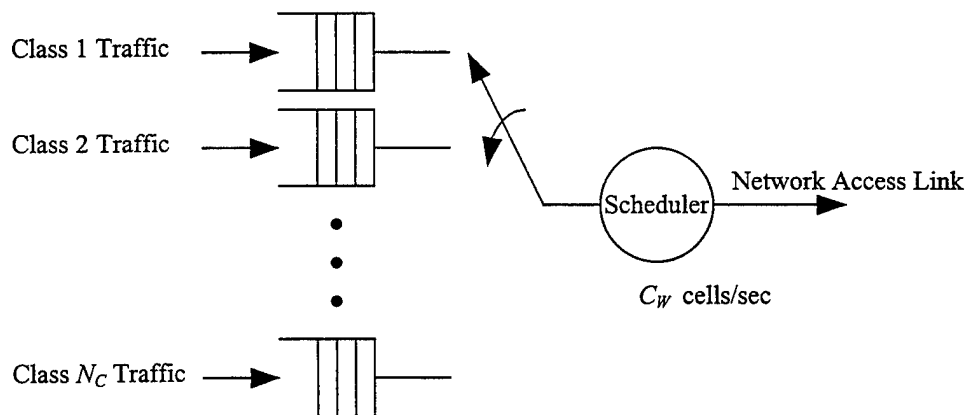 Class 1 Traffic
Class 2 Traffic
Network Access Link
Scheduler
C_W cells/sec
Class N_C Traffic